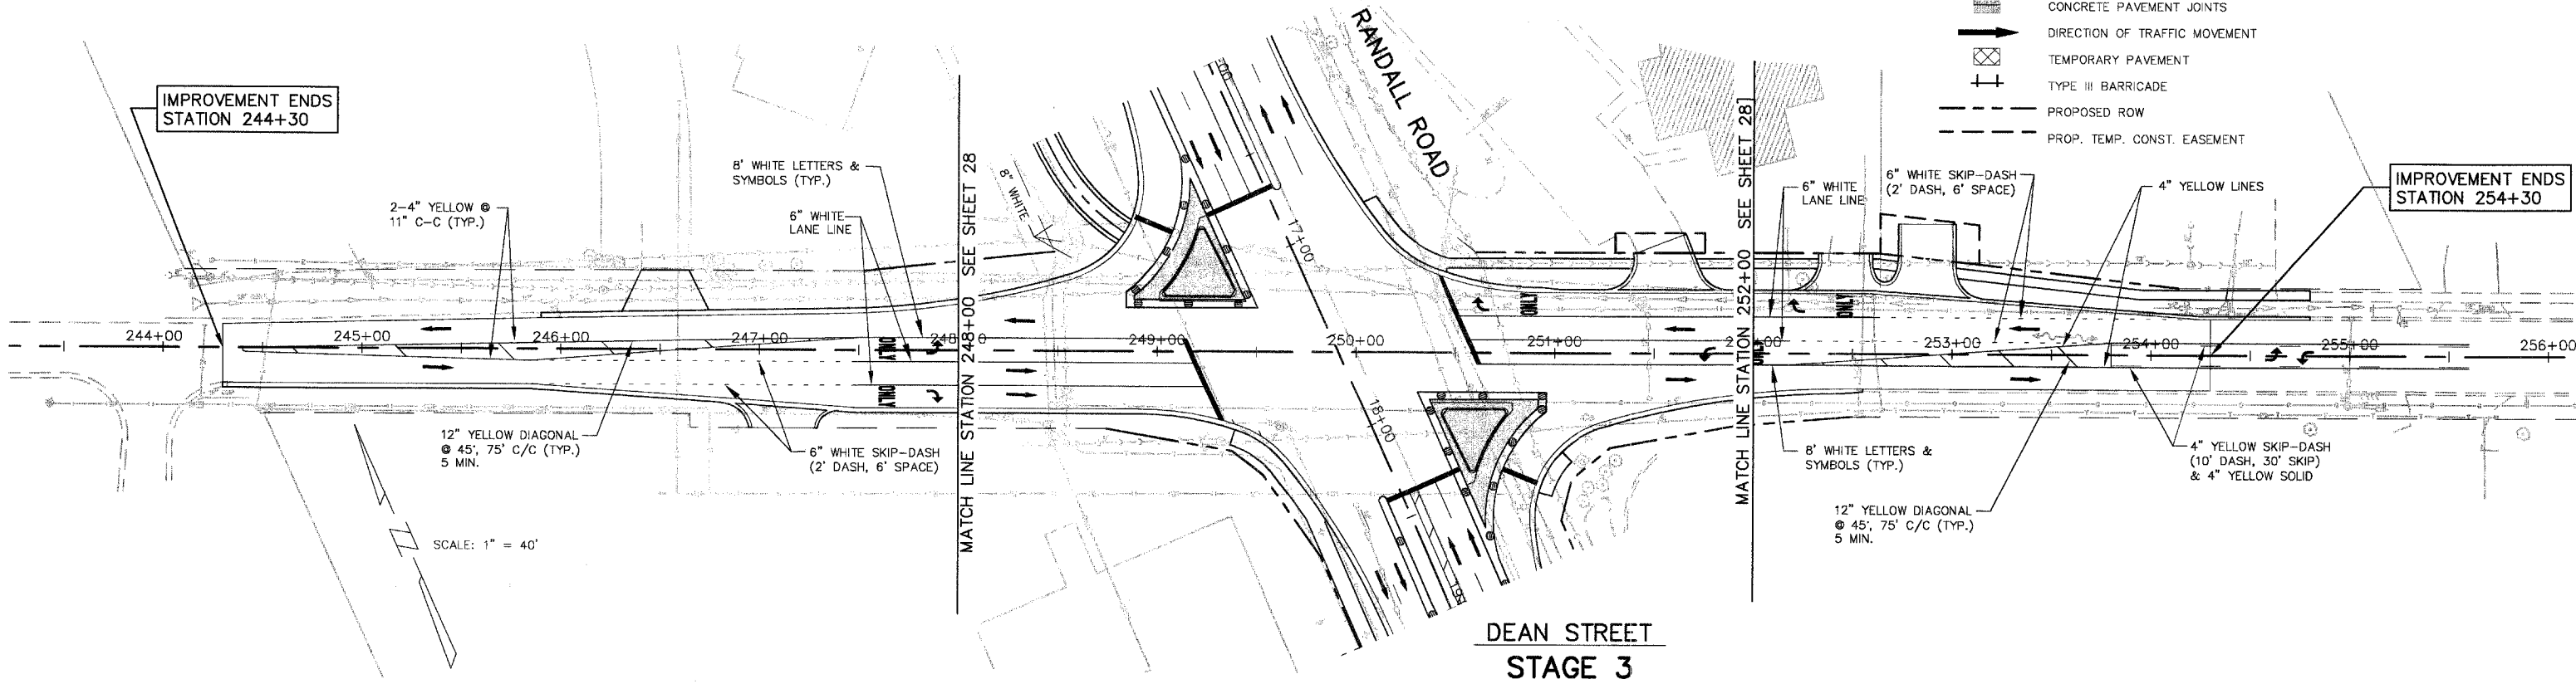 CONCRETE PAVEMENT JOINTS
DIRECTION OF TRAFFIC MOVEMENT
TEMPORARY PAVEMENT
TYPE III BARRICADE
PROPOSED ROW
PROP. TEMP. CONST. EASEMENT
RANDALL ROAD
IMPROVEMENT ENDS
STATION 244+30
8' WHITE LETTERS &
SYMBOLS (TYP.)
2-4" YELLOW @
11" C-C (TYP.)
6" WHITE
LANE LINE
MATCH LINE STATION 248+00 SEE SHEET 28
8" WHITE
17+00
18+00
MATCH LINE STATION 252+00 SEE SHEET 28]
6" WHITE
LANE LINE
6" WHITE SKIP-DASH
(2' DASH, 6' SPACE)
4" YELLOW LINES
IMPROVEMENT ENDS
STATION 254+30
ONLY
ONLY
244+00
245+00
246+00
247+00
249+00
250+00
251+00
253+00
254+00
255+00
256+00
ONLY
ONLY
12" YELLOW DIAGONAL
@ 45°, 75' C/C (TYP.)
5 MIN.
6" WHITE SKIP-DASH
(2' DASH, 6' SPACE)
8' WHITE LETTERS &
SYMBOLS (TYP.)
4" YELLOW SKIP-DASH
(10' DASH, 30' SKIP)
& 4" YELLOW SOLID
12" YELLOW DIAGONAL
@ 45°, 75' C/C (TYP.)
5 MIN.
SCALE: 1" = 40'
DEAN STREET
STAGE 3